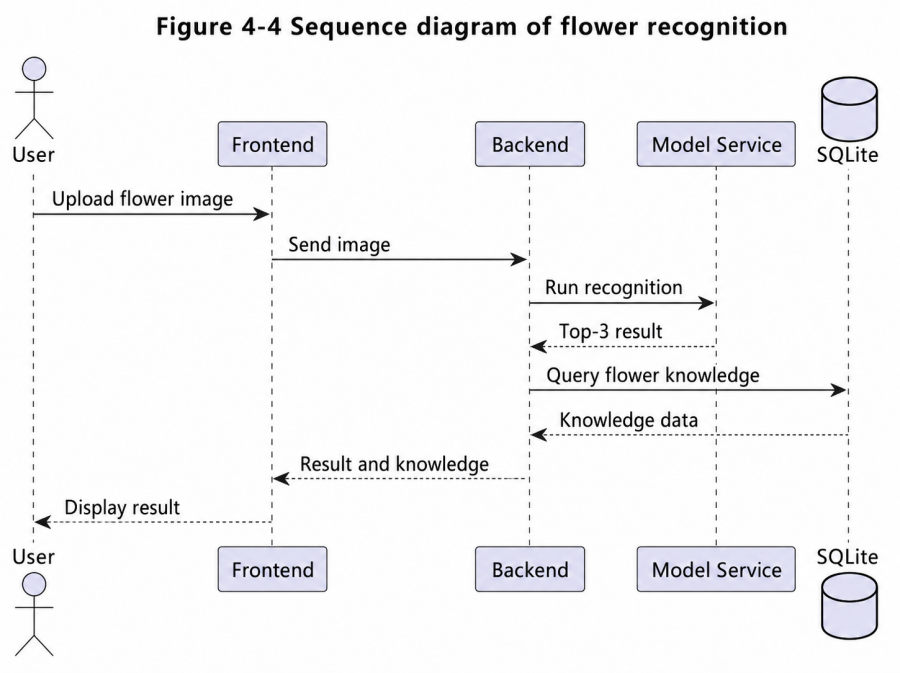 Figure 4-4 Sequence diagram of flower recognition
User
Frontend
Backend
Model Service
SQLite
Upload flower image
Send image
Run recognition
Top-3 result
Query flower knowledge
Knowledge data
Result and knowledge
Display result
User
Frontend
Backend
Model Service
SQLite